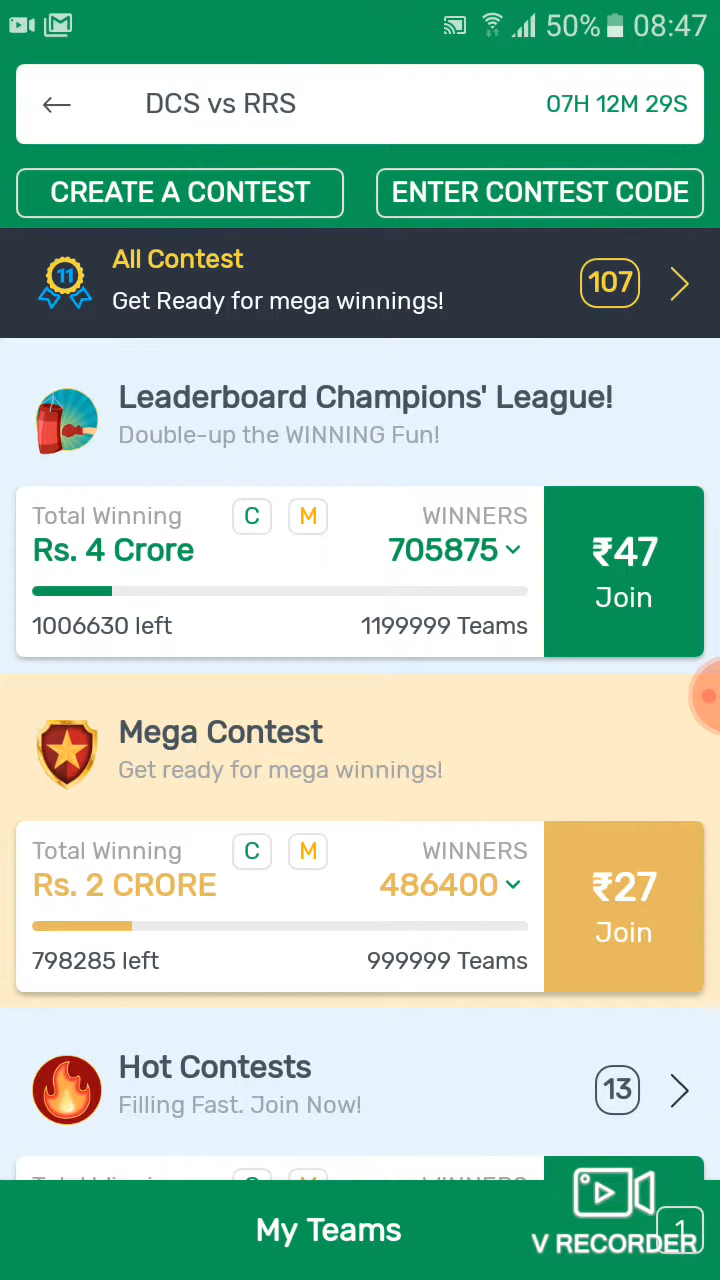 50% 08:47
DCS vs RRS 07H 12M 29S
CREATE A CONTEST ENTER CONTEST CODE
11 All Contest 107
Get Ready for mega winnings!
Leaderboard Champions' League!
Double-up the WINNING Fun!
Total Winning C M WINNERS
Rs. 4 Crore 705875 ₹47
Join
1006630 left 1199999 Teams
Mega Contest
Get ready for mega winnings!
Total Winning C M WINNERS
Rs. 2 CRORE 486400 ₹27
Join
798285 left 999999 Teams
Hot Contests 13
Filling Fast. Join Now!
My Teams 1
V RECORDER